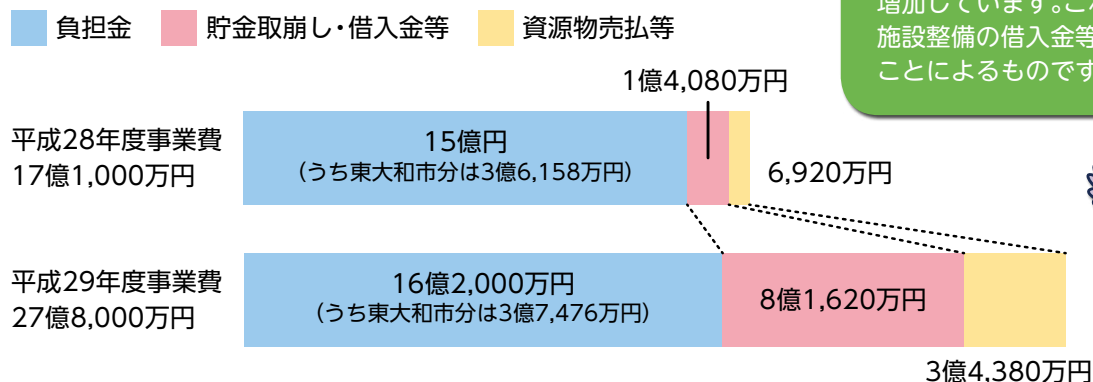 負担金 貯金取崩し・借入金等 資源物売払等
施設整備の借入金等
ことによるものです
1億4,080万円
平成28年度事業費
17億1,000万円
15億円
(うち東大和市分は3億6,158万円)
6,920万円
平成29年度事業費
27億8,000万円
16億2,000万円
(うち東大和市分は3億7,476万円)
8億1,620万円
3億4,380万円